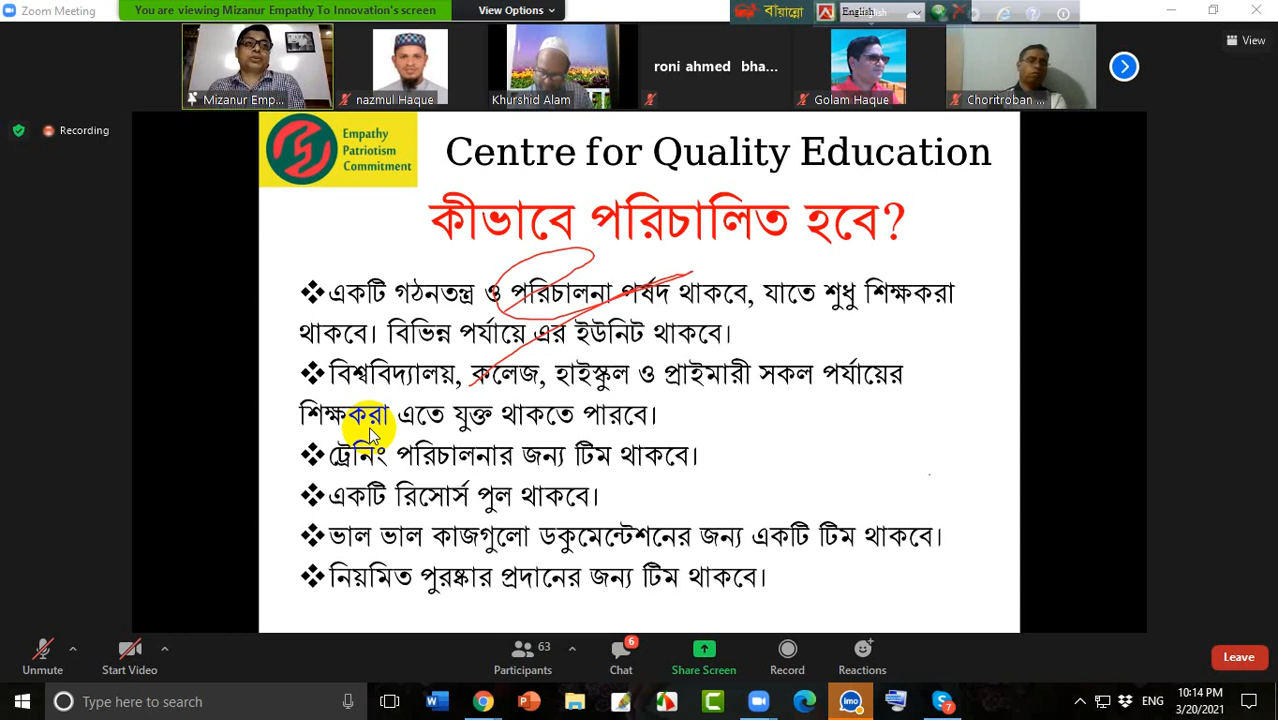 Zoom Meeting
You are viewing Mizanur Empathy To Innovation's screen
View Options
বায়ান্নো
English
View
Mizanur Emp...
nazmul Haque
Khurshid Alam
roni ahmed bha...
Golam Haque
Choritroban ...
Recording
Empathy
Patriotism
Commitment
Centre for Quality Education
কীভাবে পরিচালিত হবে?
❖একটি গঠনতন্ত্র ও পরিচালনা পর্ষদ থাকবে, যাতে শুধু শিক্ষকরা
থাকবে। বিভিন্ন পর্যায়ে এর ইউনিট থাকবে।
❖বিশ্ববিদ্যালয়, কলেজ, হাইস্কুল ও প্রাইমারী সকল পর্যায়ের
শিক্ষকরা এতে যুক্ত থাকতে পারবে।
❖ট্রেনিং পরিচালনার জন্য টিম থাকবে।
❖একটি রিসোর্স পুল থাকবে।
❖ভাল ভাল কাজগুলো ডকুমেন্টেশনের জন্য একটি টিম থাকবে।
❖নিয়মিত পুরষ্কার প্রদানের জন্য টিম থাকবে।
Unmute
Start Video
63
Participants
6
Chat
Share Screen
Record
Reactions
Leave
Type here to search
imo
7
ENG
10:14 PM
3/20/2021